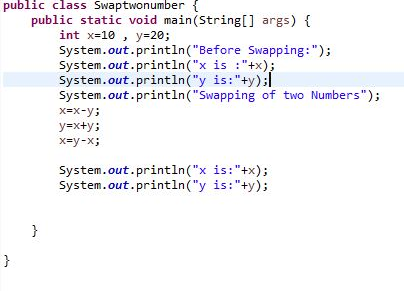 public class Swaptwonumber {
public static void main(String[] args) {
int x=10 , y=20;
System.out.println("Before Swapping:");
System.out.println("x is :"+x);
System.out.println("y is:"+y);
System.out.println("Swapping of two Numbers");
x=x-y;
y=x+y;
x=y-x;
System.out.println("x is:"+x);
System.out.println("y is:"+y);
}
}